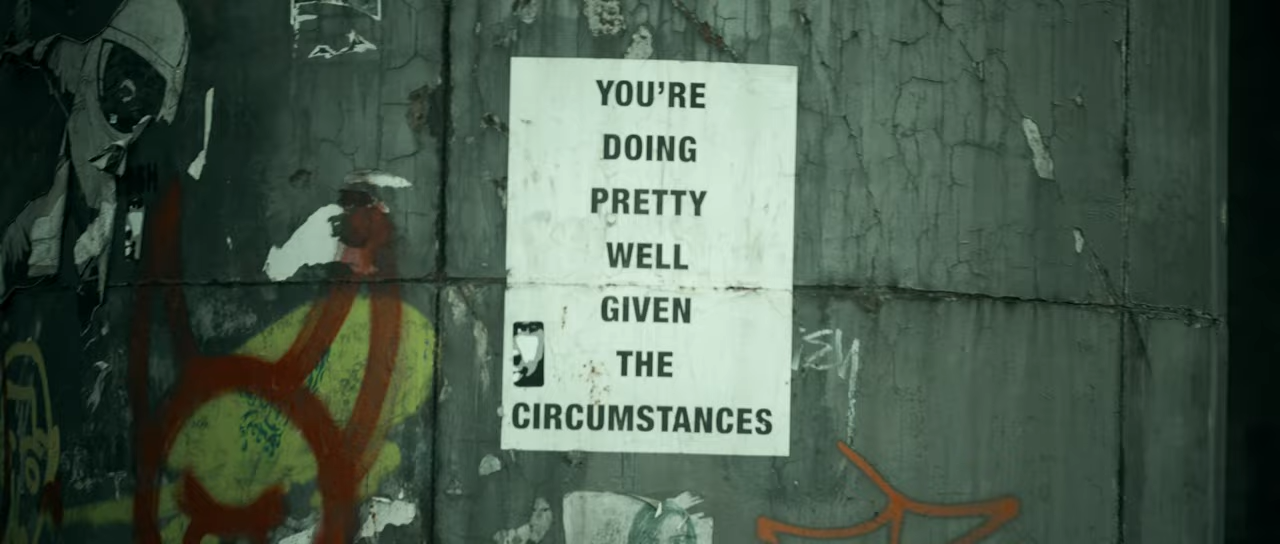 YOU'RE
DOING
PRETTY
WELL
GIVEN
THE
CIRCUMSTANCES